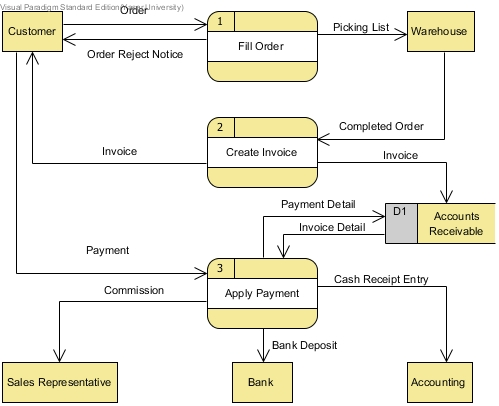 Visual Paradigm Standard Edition University)
Order
1
Customer
Fill Order
Picking List
Warehouse
Order Reject Notice
2
Completed Order
Invoice
Create Invoice
Invoice
Payment Detail
D1
Accounts
Receivable
Invoice Detail
Payment
3
Commission
Apply Payment
Cash Receipt Entry
Bank Deposit
Sales Representative
Bank
Accounting